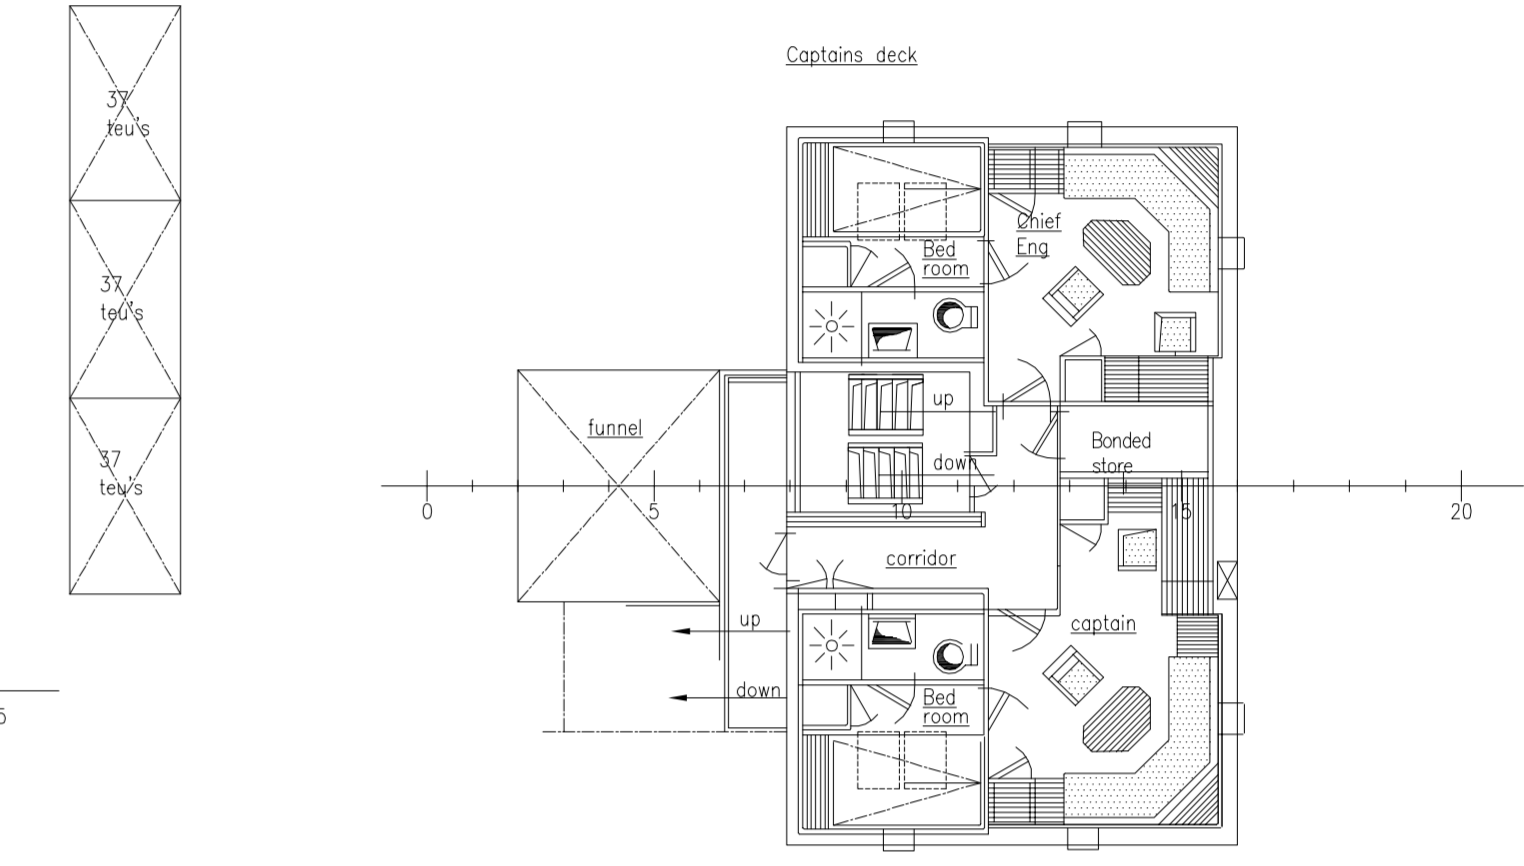 Captains deck
37
teu's
37
teu's
37
teu's
5
Chief
Eng
Bed
room
funnel
up
down
Bonded
store
0
5
10
15
20
corridor
up
captain
down
Bed
room